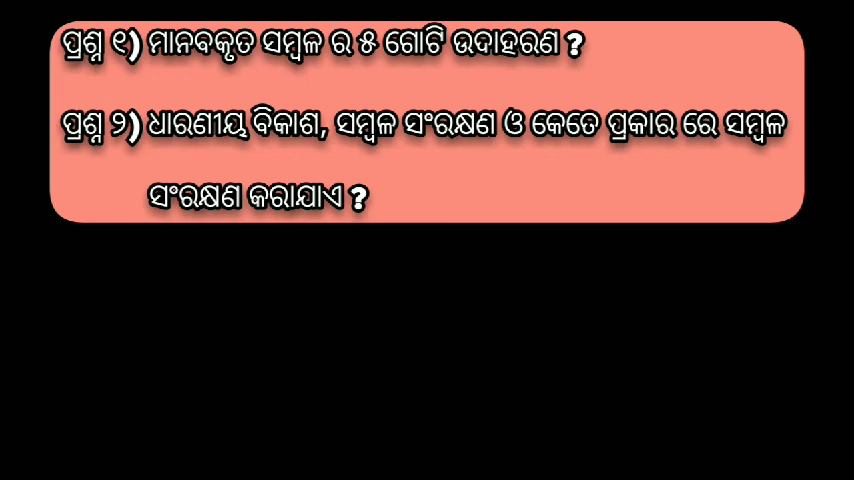 ପ୍ରଶ୍ନ ୧) ମାନବକୃତ ସମ୍ବଳ ର ୫ ଗୋଟି ଉଦାହରଣ ?
ପ୍ରଶ୍ନ ୨) ଧାରଣୀୟ ବିକାଶ, ସମ୍ବଳ ସଂରକ୍ଷଣ ଓ କେତେ ପ୍ରକାର ରେ ସମ୍ବଳ
ସଂରକ୍ଷଣ କରାଯାଏ ?